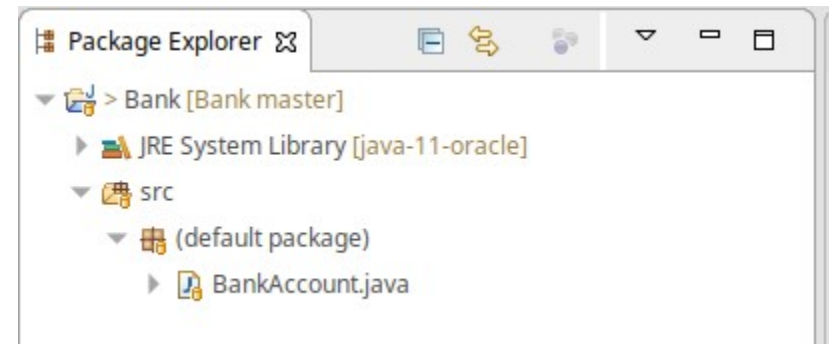 Package Explorer
> Bank [Bank master]
JRE System Library [java-11-oracle]
src
(default package)
BankAccount.java